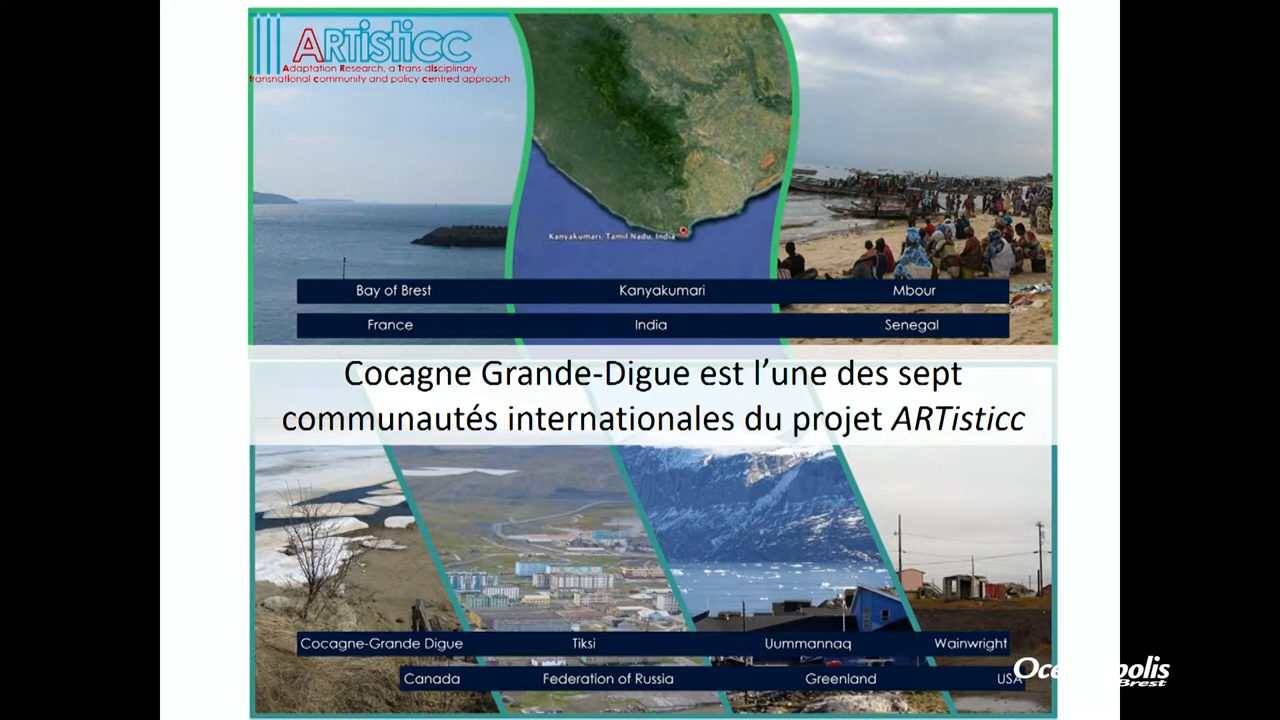 ARTisticc
Adaptation Research, a Trans-disciplinary
transnational community and policy centred approach
Kanyakumari, Tamil Nadu, India
Bay of Brest Kanyakumari Mbour
France India Senegal
Cocagne Grande-Digue est l’une des sept
communautés internationales du projet ARTisticc
Cocagne-Grande Digue Tiksi Uummannaq Wainwright
Canada Federation of Russia Greenland USA
Brest